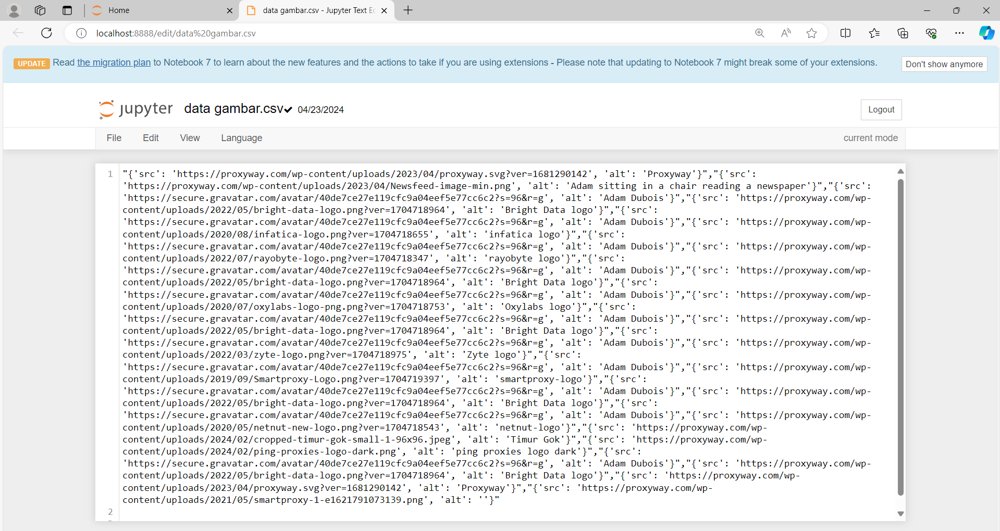 Home
data gambar.csv - Jupyter Text Ed
localhost:8888/edit/data%20gambar.csv
UPDATE Read the migration plan to Notebook 7 to learn about the new features and the actions to take if you are using extensions - Please note that updating to Notebook 7 might break some of your extensions.
Don't show anymore
jupyter data gambar.csv 04/23/2024
Logout
File Edit View Language current mode
1 "{'src': 'https://proxyway.com/wp-content/uploads/2023/04/proxyway.svg?ver=1681290142', 'alt': 'Proxyway'}","{'src':
'https://proxyway.com/wp-content/uploads/2023/04/Newsfeed-image-min.png', 'alt': 'Adam sitting in a chair reading a newspaper'}","{'src':
'https://secure.gravatar.com/avatar/40de7ce27e119cfc9a04eef5e77cc6c2?s=96&r=g', 'alt': 'Adam Dubois'}","{'src': 'https://proxyway.com/wp-
content/uploads/2022/05/bright-data-logo.png?ver=1704718964', 'alt': 'Bright Data logo'}","{'src':
'https://secure.gravatar.com/avatar/40de7ce27e119cfc9a04eef5e77cc6c2?s=96&r=g', 'alt': 'Adam Dubois'}","{'src': 'https://proxyway.com/wp-
content/uploads/2020/08/infatica-logo.png?ver=1704718655', 'alt': 'infatica logo'}","{'src':
'https://secure.gravatar.com/avatar/40de7ce27e119cfc9a04eef5e77cc6c2?s=96&r=g', 'alt': 'Adam Dubois'}","{'src': 'https://proxyway.com/wp-
content/uploads/2022/07/rayobyte-logo.png?ver=1704718347', 'alt': 'rayobyte logo'}","{'src':
'https://secure.gravatar.com/avatar/40de7ce27e119cfc9a04eef5e77cc6c2?s=96&r=g', 'alt': 'Adam Dubois'}","{'src': 'https://proxyway.com/wp-
content/uploads/2022/05/bright-data-logo.png?ver=1704718964', 'alt': 'Bright Data logo'}","{'src':
'https://secure.gravatar.com/avatar/40de7ce27e119cfc9a04eef5e77cc6c2?s=96&r=g', 'alt': 'Adam Dubois'}","{'src': 'https://proxyway.com/wp-
content/uploads/2020/07/oxylabs-logo-png.png?ver=1704718753', 'alt': 'Oxylabs logo'}","{'src':
'https://secure.gravatar.com/avatar/40de7ce27e119cfc9a04eef5e77cc6c2?s=96&r=g', 'alt': 'Adam Dubois'}","{'src': 'https://proxyway.com/wp-
content/uploads/2022/05/bright-data-logo.png?ver=1704718964', 'alt': 'Bright Data logo'}","{'src':
'https://secure.gravatar.com/avatar/40de7ce27e119cfc9a04eef5e77cc6c2?s=96&r=g', 'alt': 'Adam Dubois'}","{'src': 'https://proxyway.com/wp-
content/uploads/2022/03/zyte-logo.png?ver=1704718975', 'alt': 'Zyte logo'}","{'src':
'https://secure.gravatar.com/avatar/40de7ce27e119cfc9a04eef5e77cc6c2?s=96&r=g', 'alt': 'Adam Dubois'}","{'src': 'https://proxyway.com/wp-
content/uploads/2019/09/Smartproxy-Logo.png?ver=1704719397', 'alt': 'smartproxy-logo'}","{'src':
'https://secure.gravatar.com/avatar/40de7ce27e119cfc9a04eef5e77cc6c2?s=96&r=g', 'alt': 'Adam Dubois'}","{'src': 'https://proxyway.com/wp-
content/uploads/2022/05/bright-data-logo.png?ver=1704718964', 'alt': 'Bright Data logo'}","{'src':
'https://secure.gravatar.com/avatar/40de7ce27e119cfc9a04eef5e77cc6c2?s=96&r=g', 'alt': 'Adam Dubois'}","{'src': 'https://proxyway.com/wp-
content/uploads/2020/05/netnut-new-logo.png?ver=1704718543', 'alt': 'netnut-logo'}","{'src': 'https://proxyway.com/wp-
content/uploads/2024/02/cropped-timur-gok-small-1-96x96.jpeg', 'alt': 'Timur Gok'}","{'src': 'https://proxyway.com/wp-
content/uploads/2024/02/ping-proxies-logo-dark.png', 'alt': 'ping proxies logo dark'}","{'src':
'https://secure.gravatar.com/avatar/40de7ce27e119cfc9a04eef5e77cc6c2?s=96&r=g', 'alt': 'Adam Dubois'}","{'src': 'https://proxyway.com/wp-
content/uploads/2022/05/bright-data-logo.png?ver=1704718964', 'alt': 'Bright Data logo'}","{'src': 'https://proxyway.com/wp-
content/uploads/2023/04/proxyway.svg?ver=1681290142', 'alt': 'Proxyway'}","{'src': 'https://proxyway.com/wp-
content/uploads/2021/05/smartproxy-1-e1621791073139.png', 'alt': ''}"
2